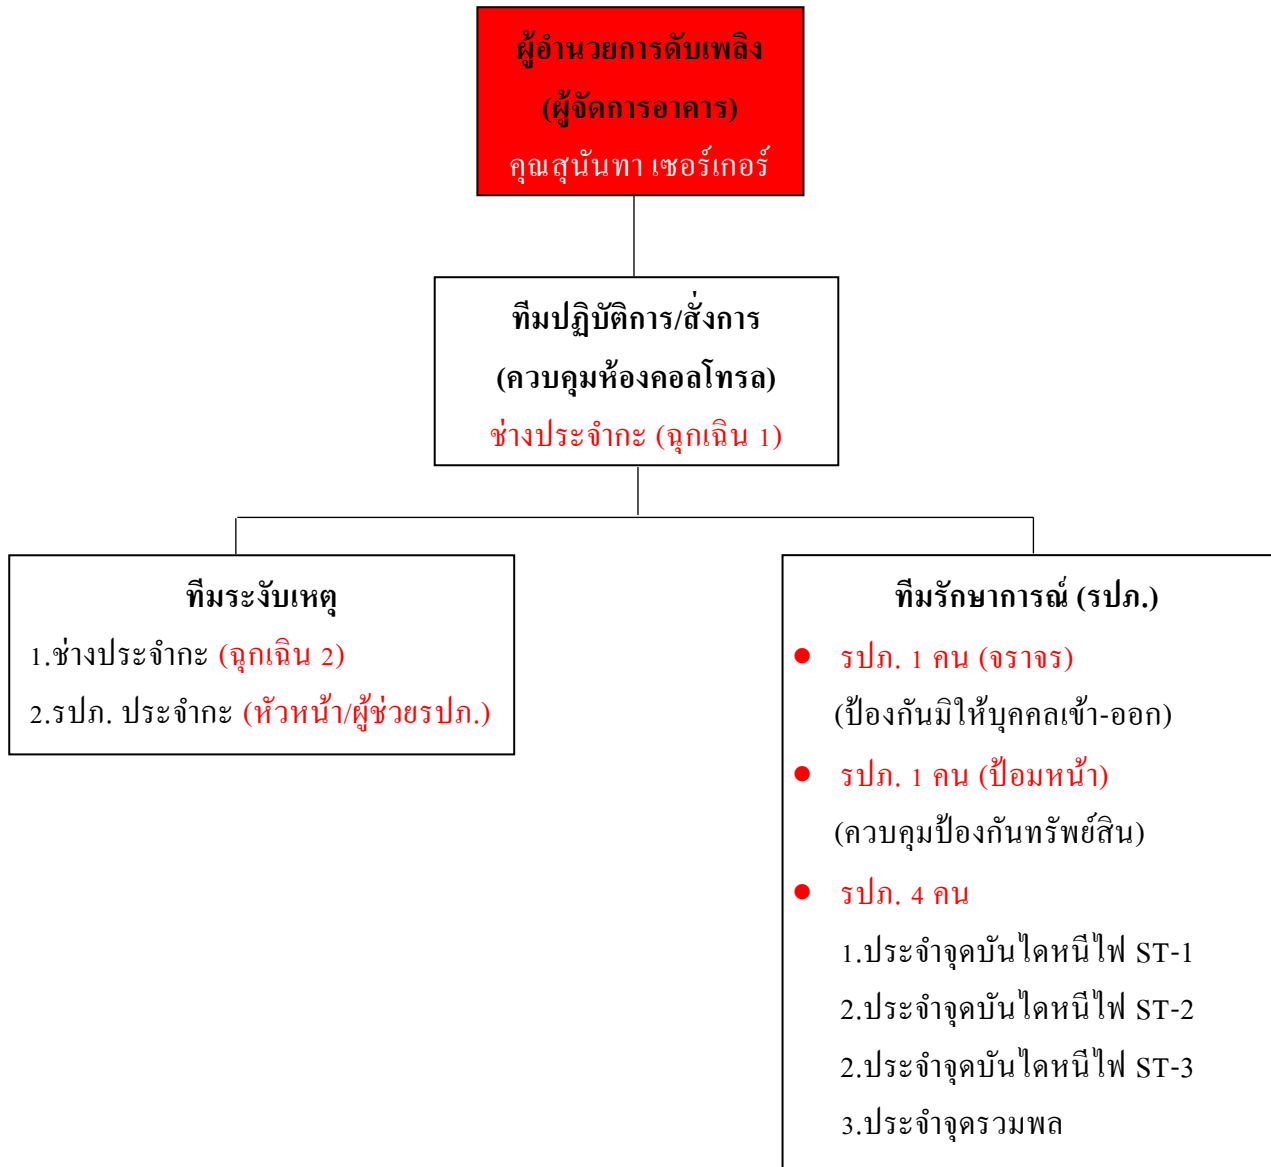 ผู้อำนวยการดับเพลิง
(ผู้จัดการอาคาร)
คุณสุนันทา เซอร์เกอร์
ทีมปฏิบัติการ/สั่งการ
(ควบคุมห้องคอลโทรล)
ช่างประจำกะ (ฉุกเฉิน 1)
ทีมระงับเหตุ
1.ช่างประจำกะ (ฉุกเฉิน 2)
2.รปภ. ประจำกะ (หัวหน้า/ผู้ช่วยรปภ.)
ทีมรักษาการณ์ (รปภ.)
● รปภ. 1 คน (จราจร)
(ป้องกันมิให้บุคคลเข้า-ออก)
● รปภ. 1 คน (ป้อมหน้า)
(ควบคุมป้องกันทรัพย์สิน)
● รปภ. 4 คน
1.ประจำจุดบันไดหนีไฟ ST-1
2.ประจำจุดบันไดหนีไฟ ST-2
2.ประจำจุดบันไดหนีไฟ ST-3
3.ประจำจุดรวมพล